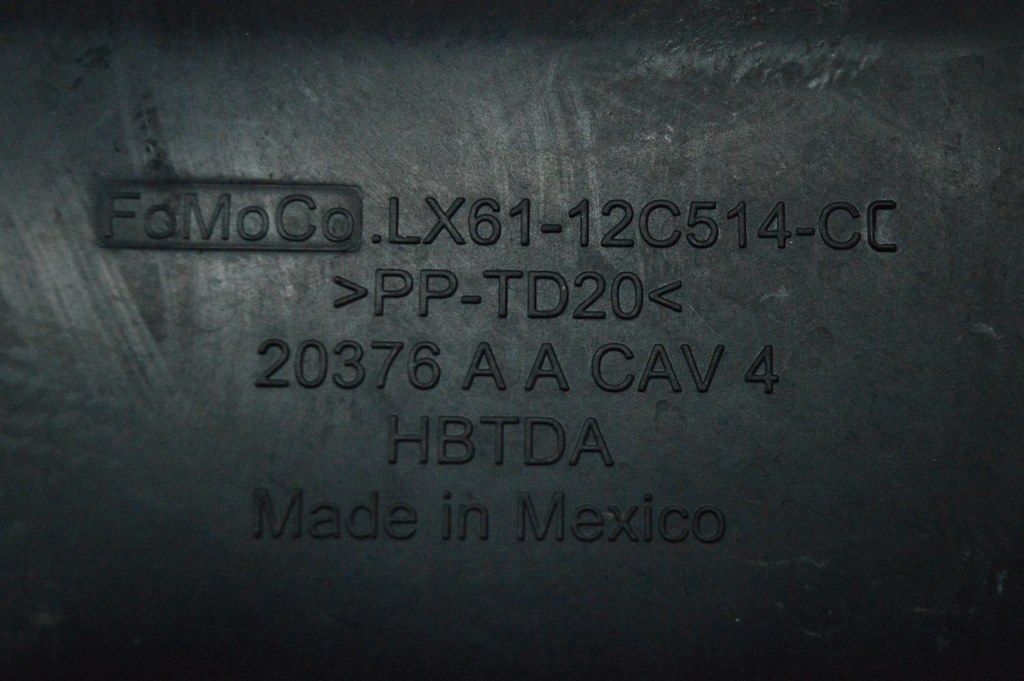 FoMoCo .LX61-12C514-CC
>PP-TD20<
20376 A A CAV 4
HBTDA
Made in Mexico